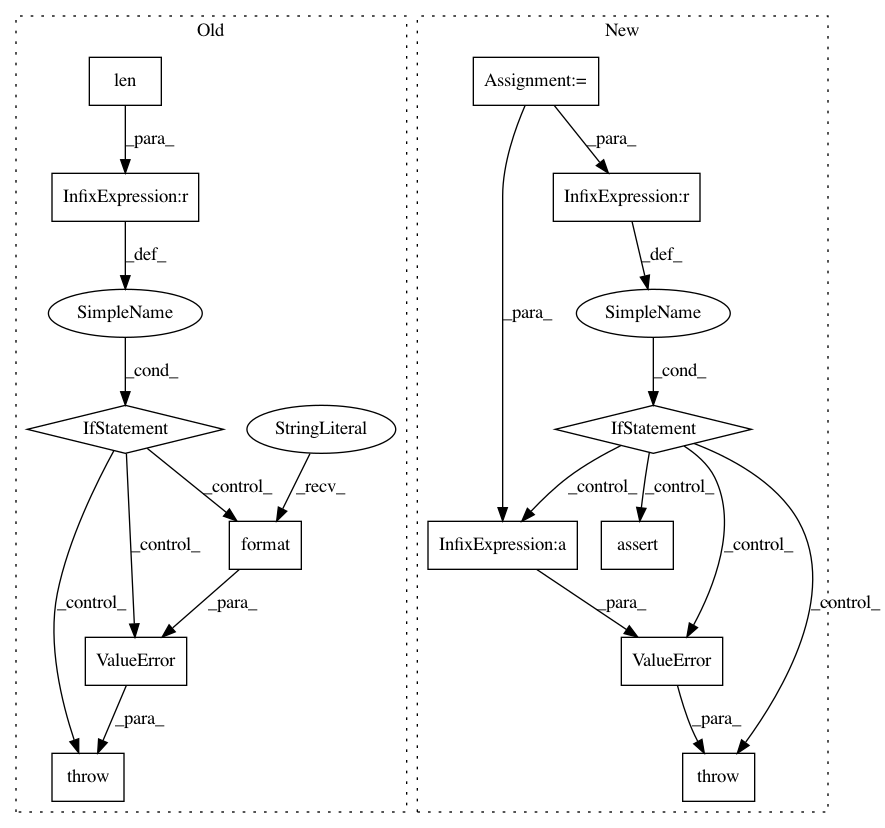 Old
New
len
Assignment:=
_para_
_para_
InfixExpression:r
InfixExpression:r
_def_
_def_
SimpleName
_para_
SimpleName
_cond_
_cond_
IfStatement
StringLiteral
IfStatement
_control_
_recv_
_control_
_control_
_control_
format
InfixExpression:a
assert
_control_
_control_
_control_
_para_
_para_
ValueError
ValueError
_para_
_para_
throw
throw